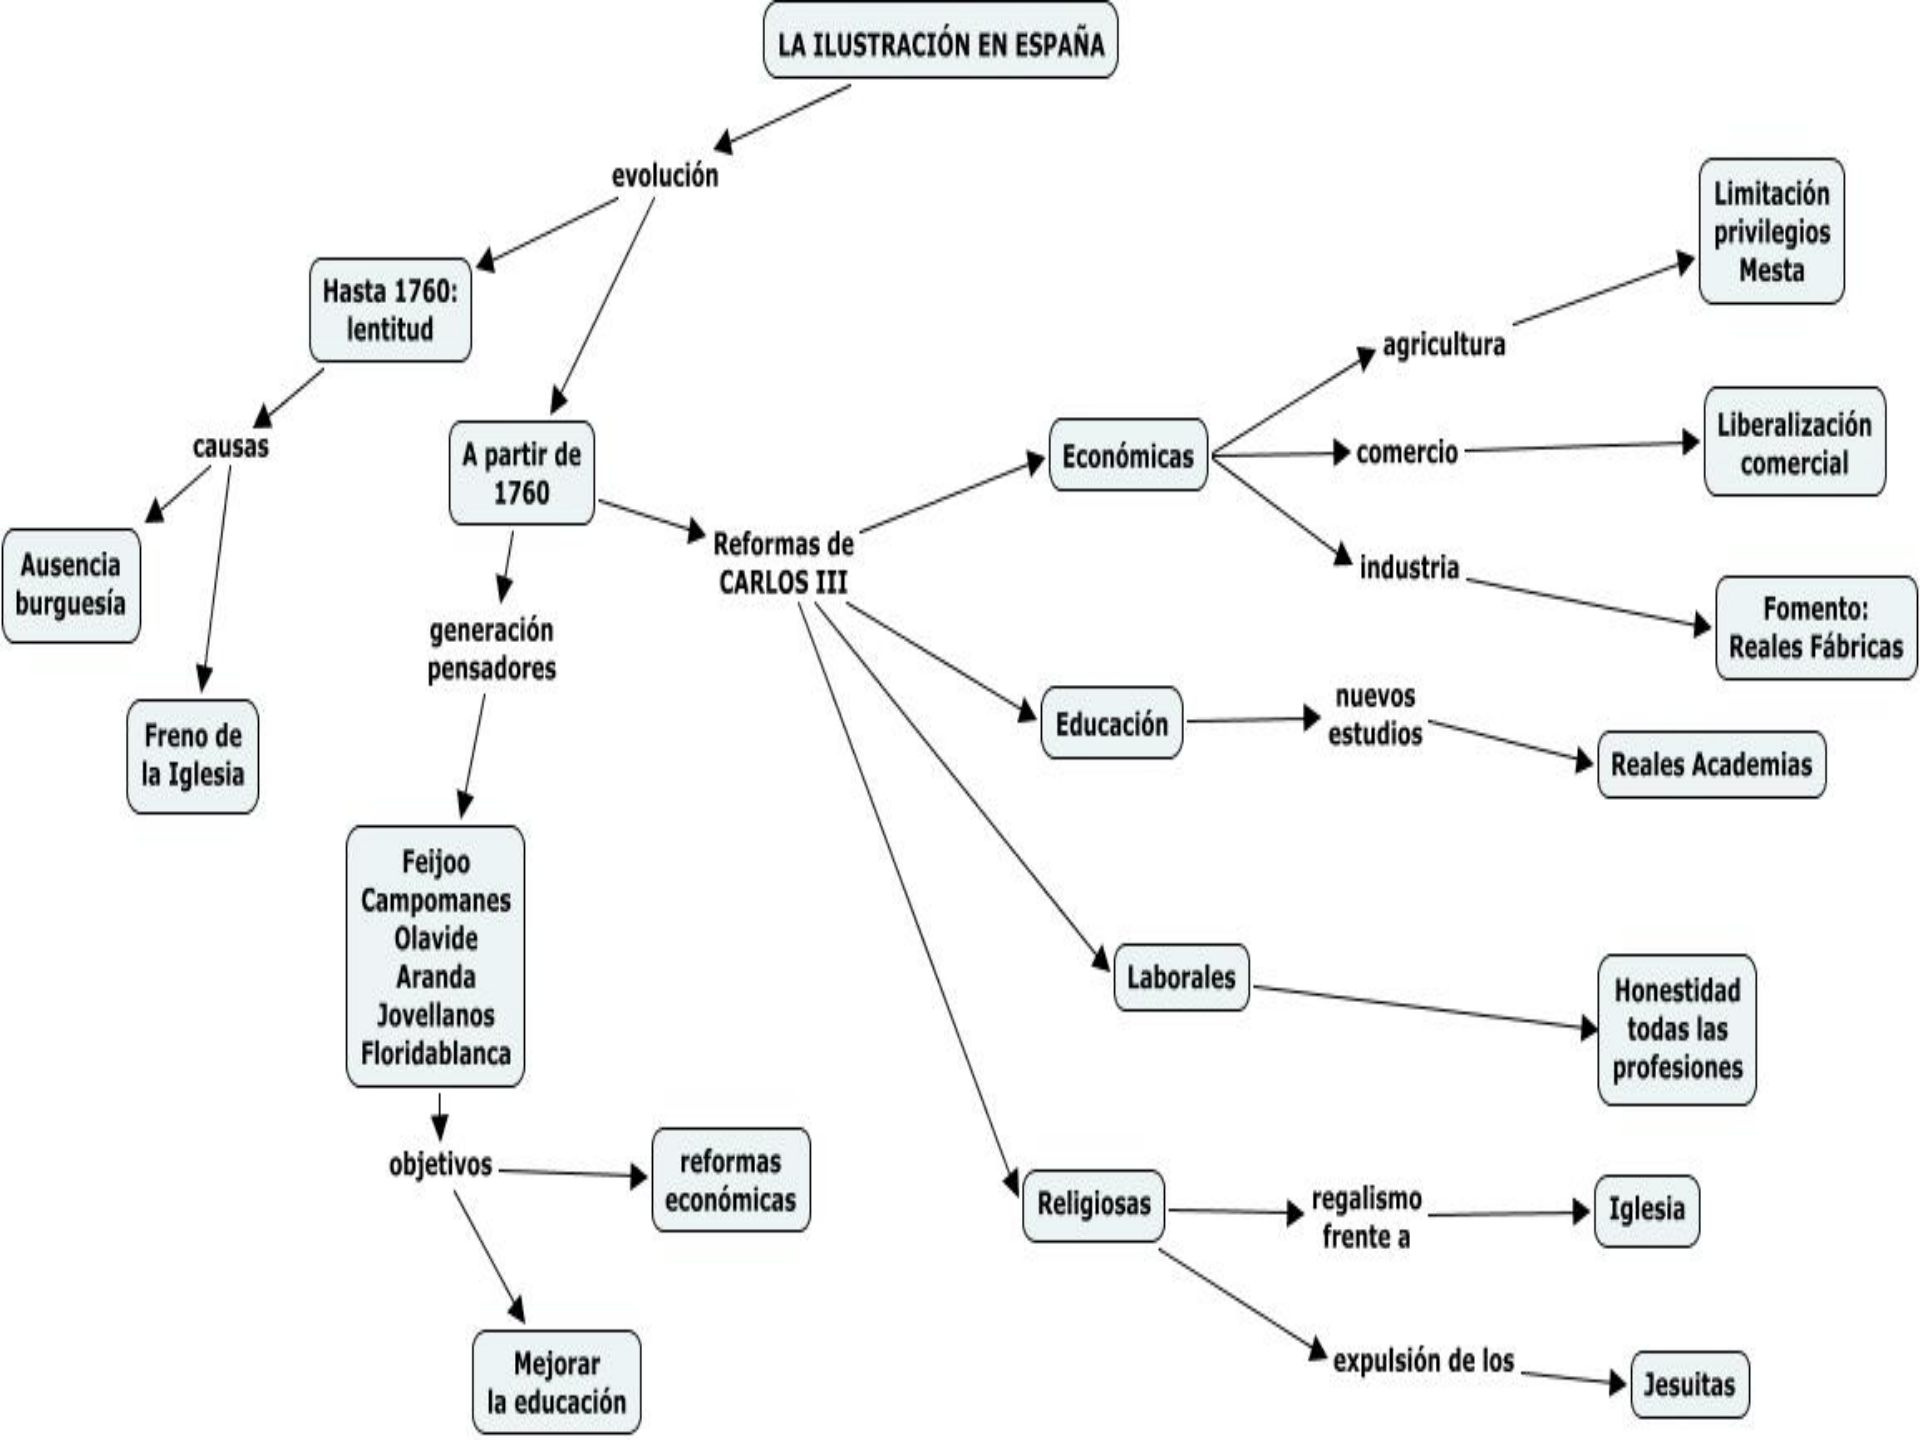 LA ILUSTRACIÓN EN ESPAÑA
evolución
Hasta 1760:
lentitud
causas
Ausencia
burguesía
Freno de
la Iglesia
A partir de
1760
generación
pensadores
Feijoo
Campomanes
Olavide
Aranda
Jovellanos
Floridablanca
objetivos
reformas
económicas
Mejorar
la educación
Reformas de
CARLOS III
Económicas
agricultura
Limitación
privilegios
Mesta
comercio
Liberalización
comercial
industria
Fomento:
Reales Fábricas
Educación
nuevos
estudios
Reales Academias
Laborales
Honestidad
todas las
profesiones
Religiosas
regalismo
frente a
Iglesia
expulsión de los
Jesuitas